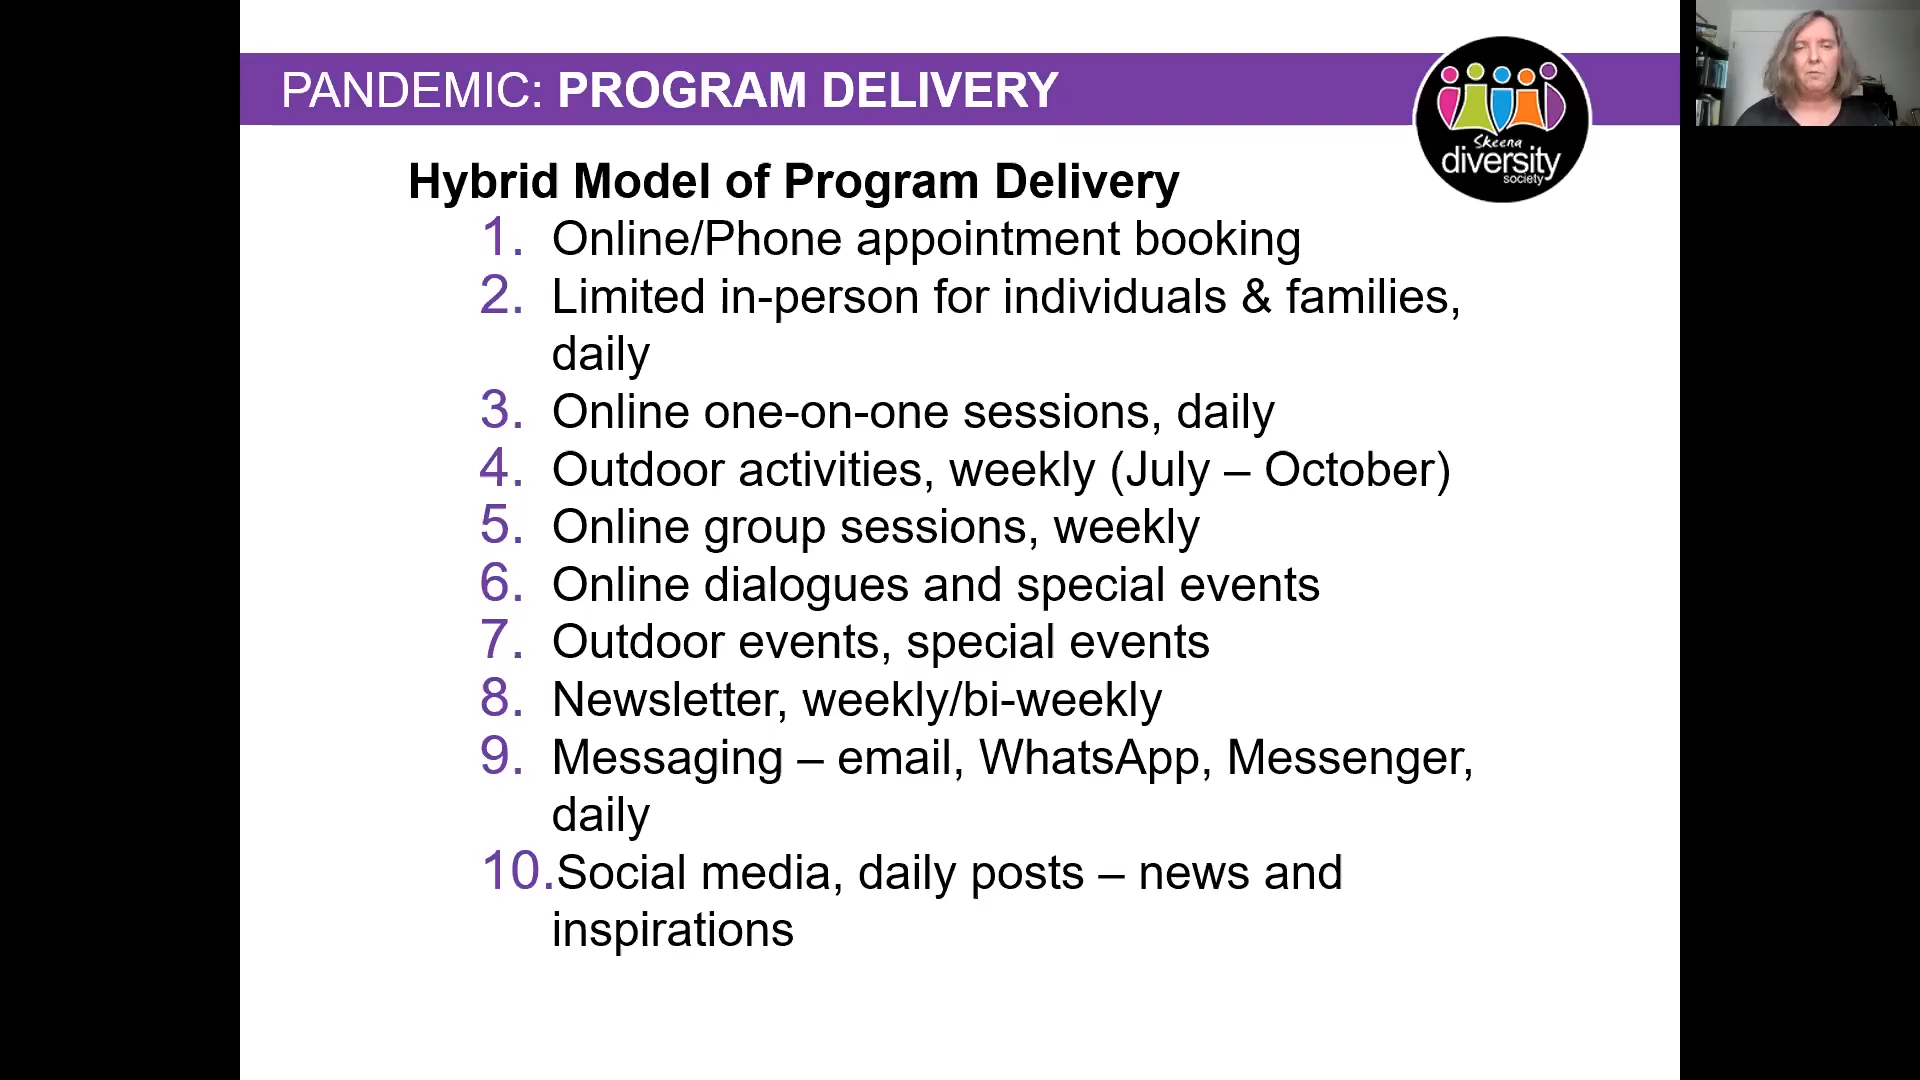 PANDEMIC: PROGRAM DELIVERY
Skeena
diversity
society
Hybrid Model of Program Delivery
1. Online/Phone appointment booking
2. Limited in-person for individuals & families,
daily
3. Online one-on-one sessions, daily
4. Outdoor activities, weekly (July – October)
5. Online group sessions, weekly
6. Online dialogues and special events
7. Outdoor events, special events
8. Newsletter, weekly/bi-weekly
9. Messaging – email, WhatsApp, Messenger,
daily
10.Social media, daily posts – news and
inspirations